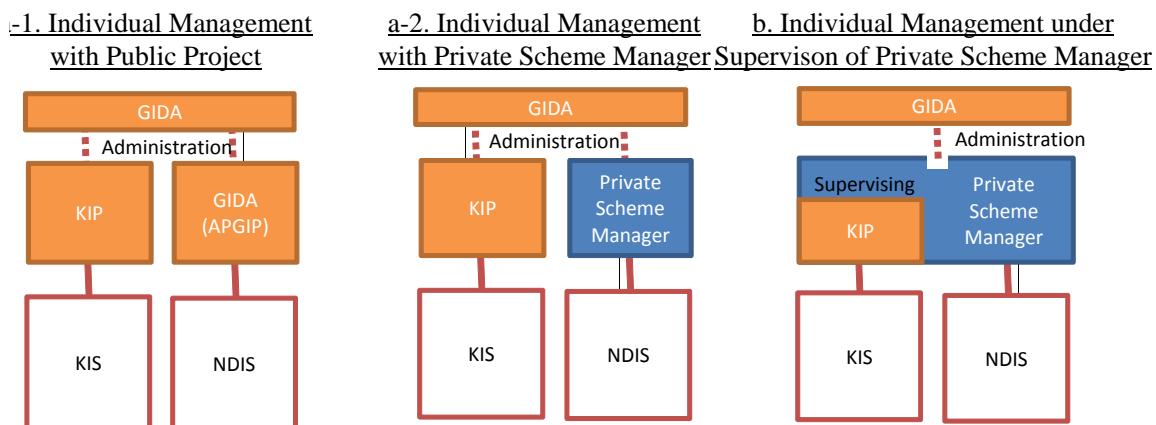 -1. Individual Management
with Public Project
GIDA
Administration
KIP
GIDA
(APGIP)
KIS
NDIS
a-2. Individual Management
with Private Scheme Manager
GIDA
Administration
KIP
Private
Scheme
Manager
KIS
NDIS
b. Individual Management under
Supervison of Private Scheme Manager
GIDA
Administration
Supervising
KIP
Private
Scheme
Manager
KIS
NDIS